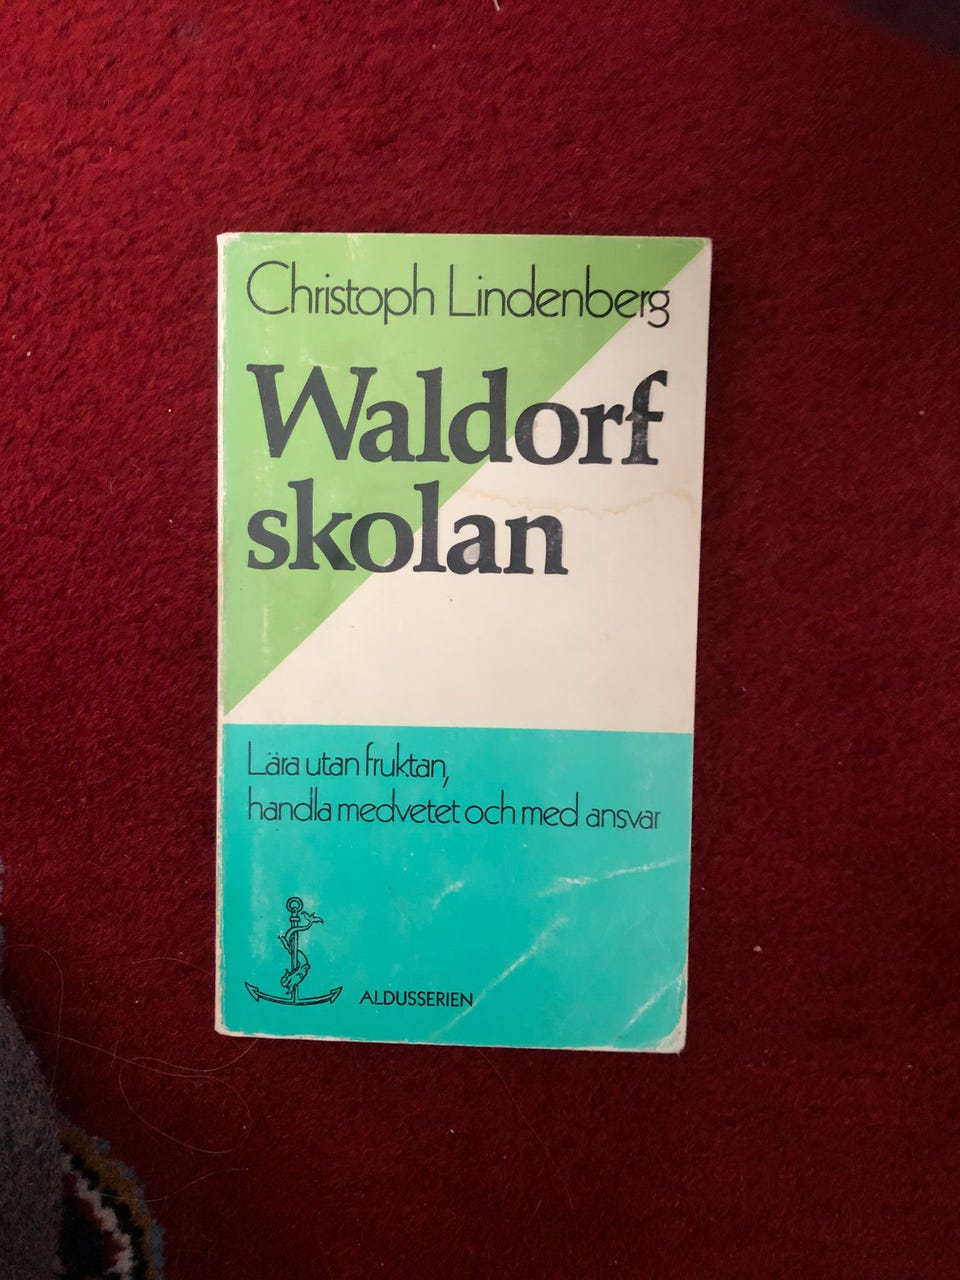 Christoph Lindenberg
Waldorf
skolan
Lära utan fruktan,
handla medvetet och med ansvar
ALDUSSERIEN